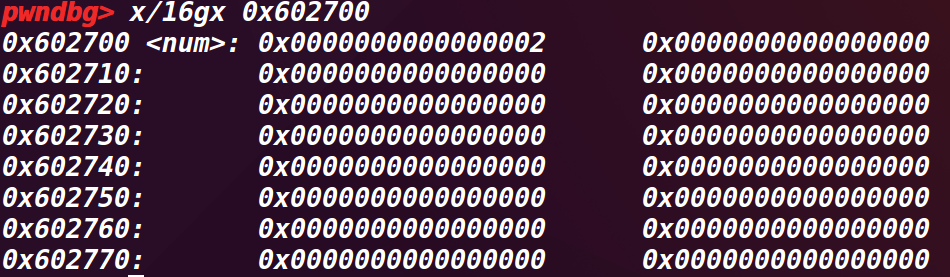 pwndbg> x/16gx 0x602700
0x602700 <num>: 0x0000000000000002 0x0000000000000000
0x602710: 0x0000000000000000 0x0000000000000000
0x602720: 0x0000000000000000 0x0000000000000000
0x602730: 0x0000000000000000 0x0000000000000000
0x602740: 0x0000000000000000 0x0000000000000000
0x602750: 0x0000000000000000 0x0000000000000000
0x602760: 0x0000000000000000 0x0000000000000000
0x602770: 0x0000000000000000 0x0000000000000000